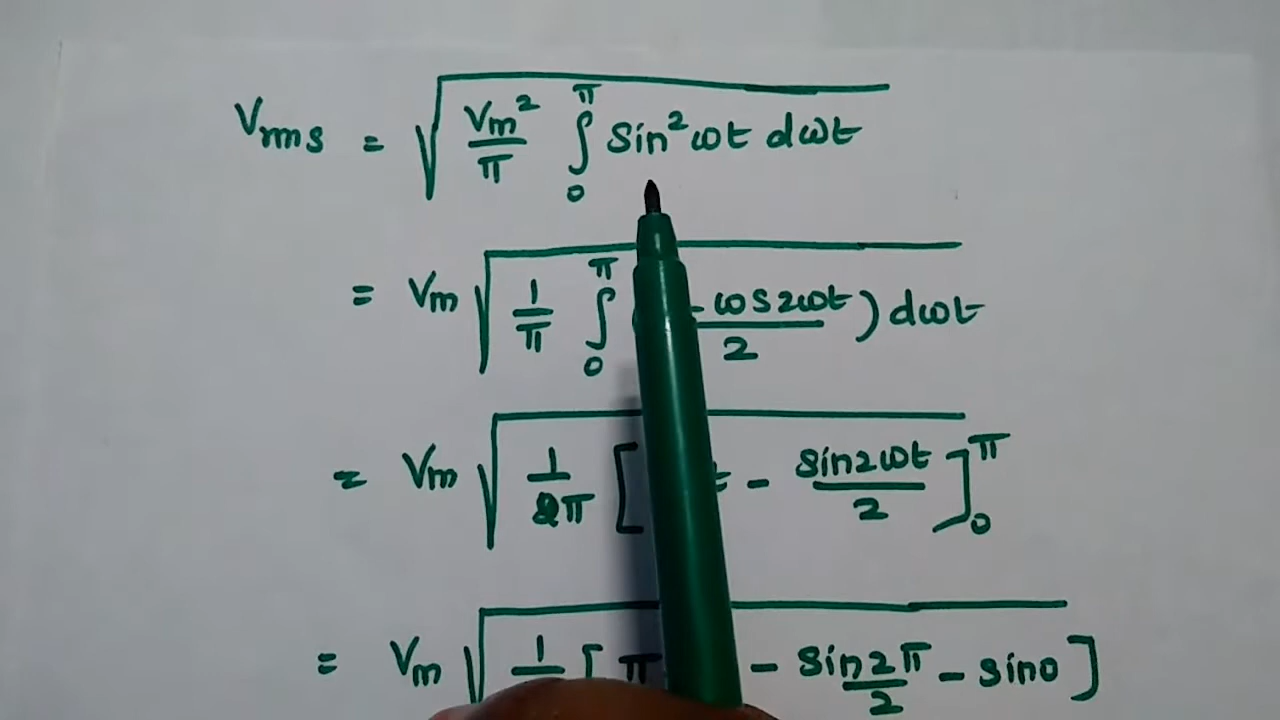 Vrms = √ Vm²/π ∫₀^π Sin²ωt dωt
= Vm √ 1/π ∫₀^π - cos2ωt)/2 dωt
= Vm √ 1/2π [ t - sin2ωt/2 ]₀^π
= Vm √ 1 [ π - sin2π/2 - sin0 ]